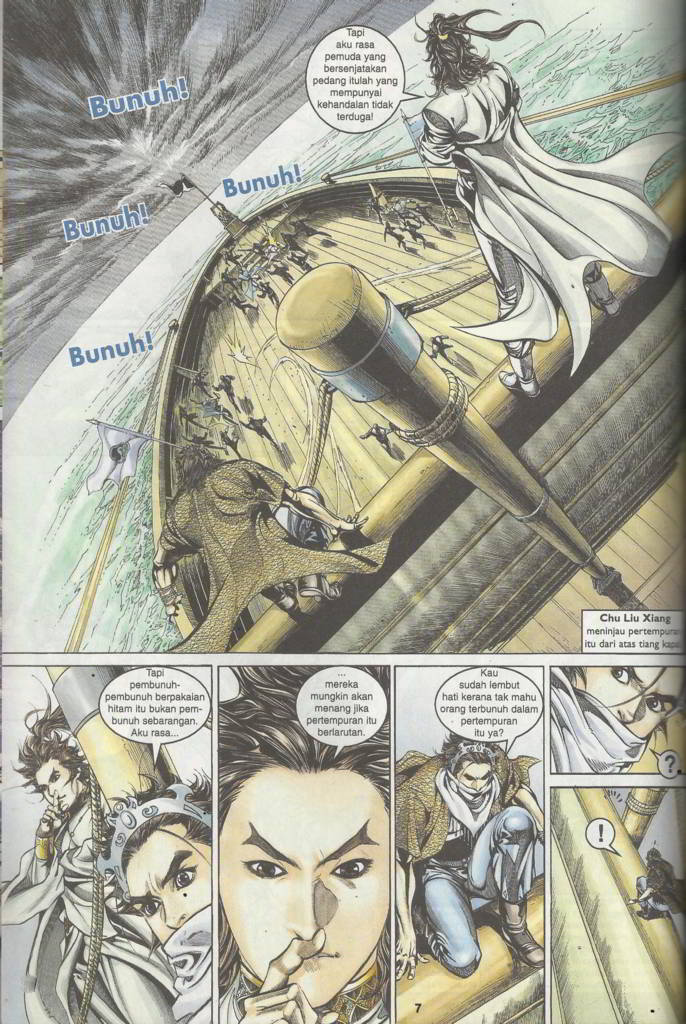 Tapi
aku rasa
pemuda yang
bersenjatakan
pedang itulah yang
mempunyai
kehandalan tidak
terduga!
Bunuh!
Bunuh!
Bunuh!
Bunuh!
Chu Liu Xiang
meninjau pertempuran
itu dari atas tiang kapal
Tapi
pembunuh-
pembunuh berpakaian
hitam itu bukan pem-
bunuh sebarangan.
Aku rasa...
...
mereka
mungkin akan
menang jika
pertempuran itu
berlarutan.
Kau
sudah lembut
hati kerana tak mahu
orang terbunuh dalam
pertempuran
itu ya?
?
!
7